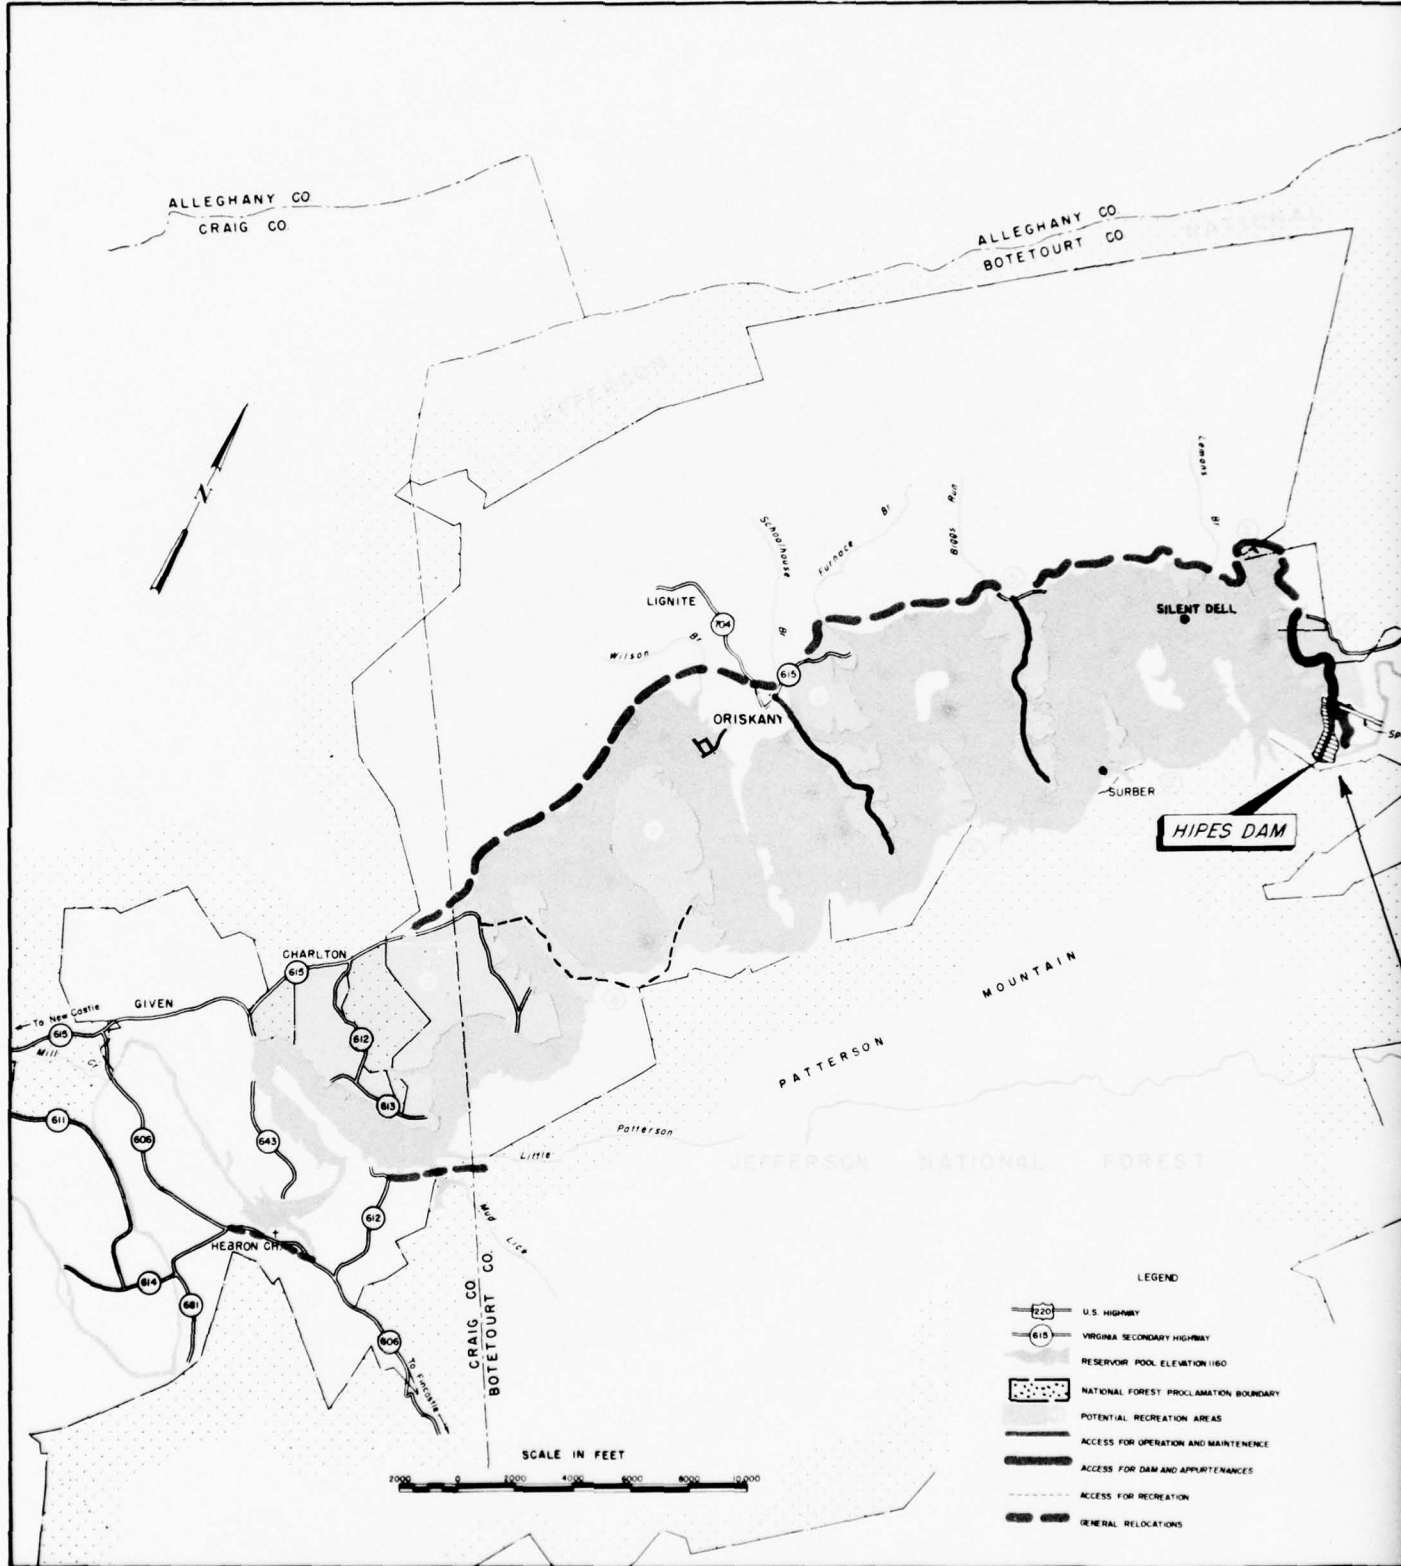 ALLEGHANY CO.
CRAIG CO.
ALLEGHANY CO.
BOTETOURT CO.
JEFFERSON
N
Lemons
Br
Biggs Run
Furnace Br
Schoolhouse
Br
LIGNITE
704
Wilson Br
615
ORISKANY
SILENT DELL
SURBER
HIPES DAM
PATTERSON MOUNTAIN
CHARLTON
615
GIVEN
To New Castle
615
Mill
612
613
611
606
643
Little Patterson
JEFFERSON NATIONAL FOREST
Mud Lick
612
HEBRON CH.
614
681
606
To Fincastle
CRAIG CO.
BOTETOURT CO.
LEGEND
220 U.S. HIGHWAY
615 VIRGINIA SECONDARY HIGHWAY
RESERVOIR POOL ELEVATION 1160
NATIONAL FOREST PROCLAMATION BOUNDARY
POTENTIAL RECREATION AREAS
ACCESS FOR OPERATION AND MAINTENENCE
ACCESS FOR DAM AND APPURTENANCES
ACCESS FOR RECREATION
GENERAL RELOCATIONS
SCALE IN FEET
2000 0 2000 4000 6000 8000 10,000